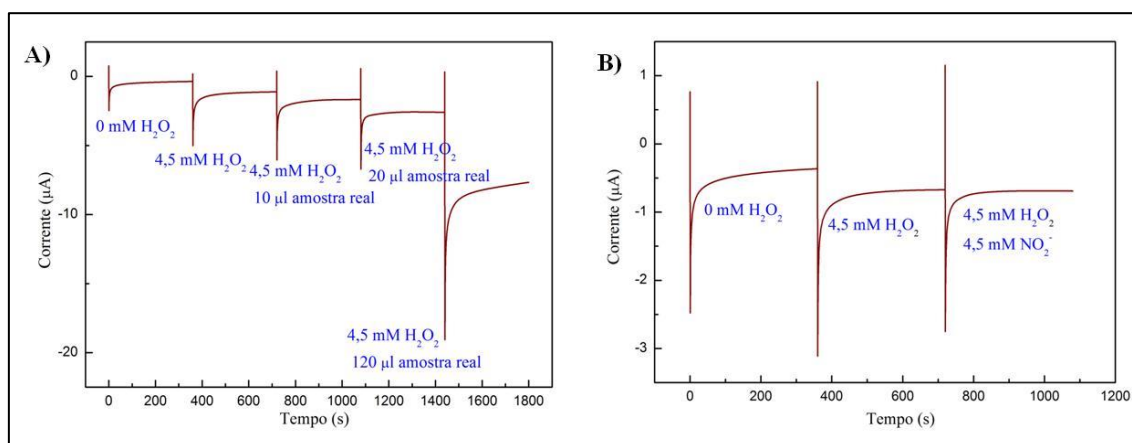 A)
0
-10
-20
Corrente (µA)
0 mM H₂O₂
4,5 mM H₂O₂
4,5 mM H₂O₂
10 µl amostra real
4,5 mM H₂O₂
20 µl amostra real
4,5 mM H₂O₂
120 µl amostra real
0 200 400 600 800 1000 1200 1400 1600 1800
Tempo (s)
B)
1
0
-1
-2
-3
Corrente (µA)
0 mM H₂O₂
4,5 mM H₂O₂
4,5 mM H₂O₂
4,5 mM NO₂⁻
0 200 400 600 800 1000 1200
Tempo (s)